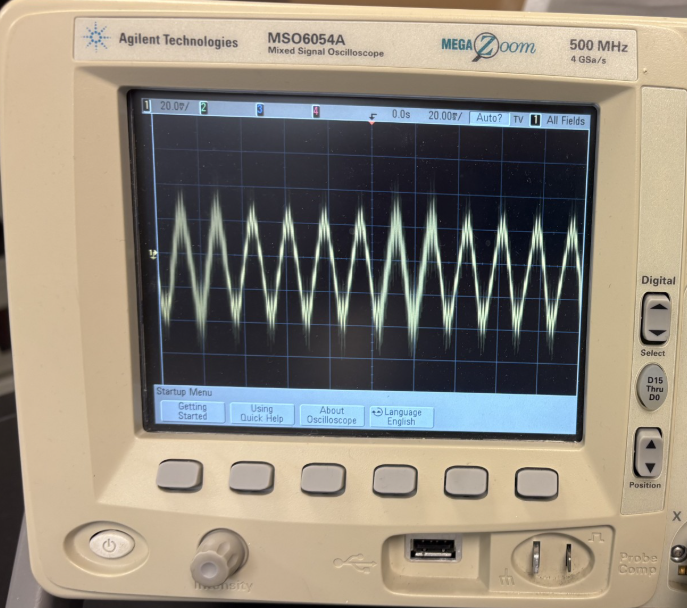 Agilent Technologies
MSO6054A
Mixed Signal Oscilloscope
MEGA Zoom
500 MHz
4 GSa/s
1 20.0V/ 2 3 4 0.0s 20.00V/ Auto? TV 1 All Fields
Startup Menu
Getting Started
Using Quick Help
About Oscilloscope
Language English
Digital
Select
D15
Thru
D0
Position
Intensity
Probe
Comp
X